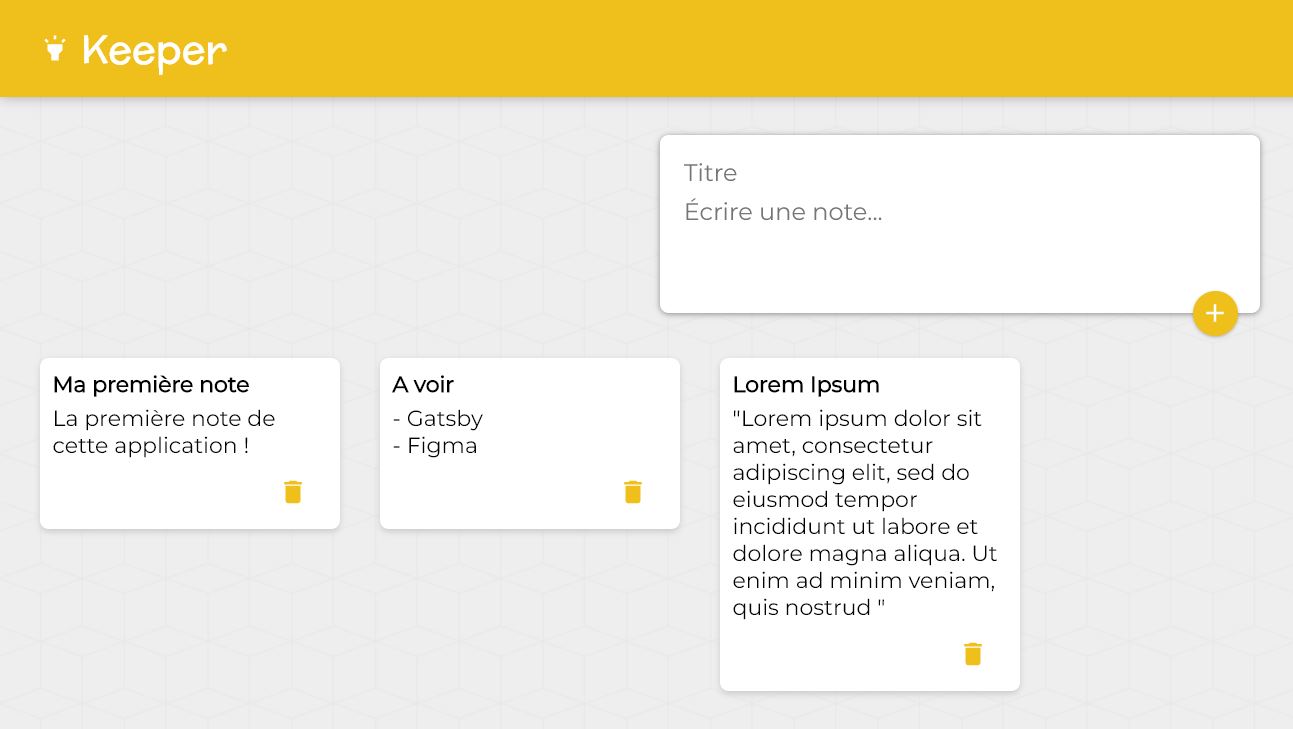 Keeper
Titre
Écrire une note...
Ma première note
La première note de
cette application !
A voir
- Gatsby
- Figma
Lorem Ipsum
"Lorem ipsum dolor sit
amet, consectetur
adipiscing elit, sed do
eiusmod tempor
incididunt ut labore et
dolore magna aliqua. Ut
enim ad minim veniam,
quis nostrud "